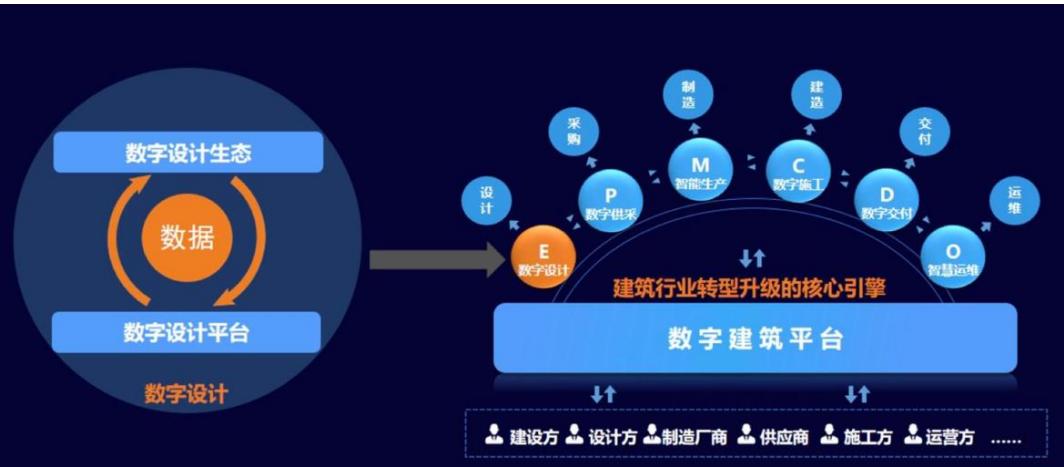 数字设计生态
数据
数字设计平台
数字设计
设计
采购
制造
建造
交付
运维
E
数字设计
P
数字供采
M
智能生产
C
数字施工
D
数字交付
O
智慧运维
建筑行业转型升级的核心引擎
数字建筑平台
建设方 设计方 制造厂商 供应商 施工方 运营方 ……